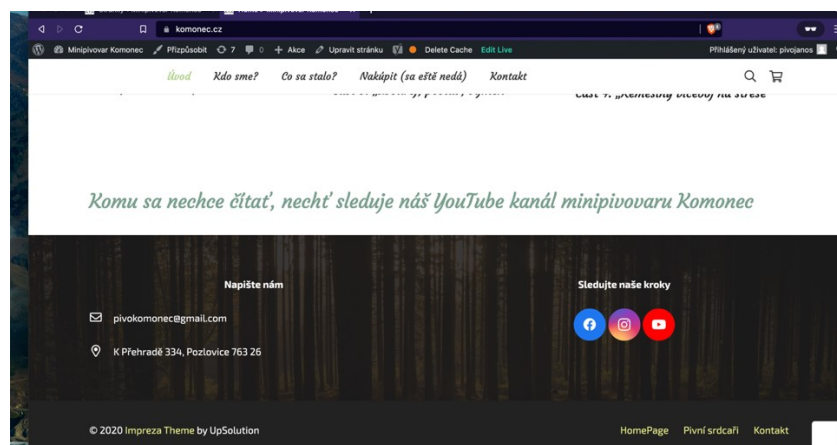 komonec.cz
Minipivovar Komonec Přizpůsobit 7 0 + Akce Upravit stránku Delete Cache Edit Live Přihlášený uživatel: pivojanos
Úvod Kdo sme? Co sa stalo? Nakúpit (sa eště nedá) Kontakt
Komu sa nechce čítať, nechť sleduje náš YouTube kanál minipivovaru Komonec
Napište nám
Sledujte naše kroky
pivokomonec@gmail.com
K Přehradě 334, Pozlovice 763 26
© 2020 Impreza Theme by UpSolution
HomePage Pivní srdcaři Kontakt